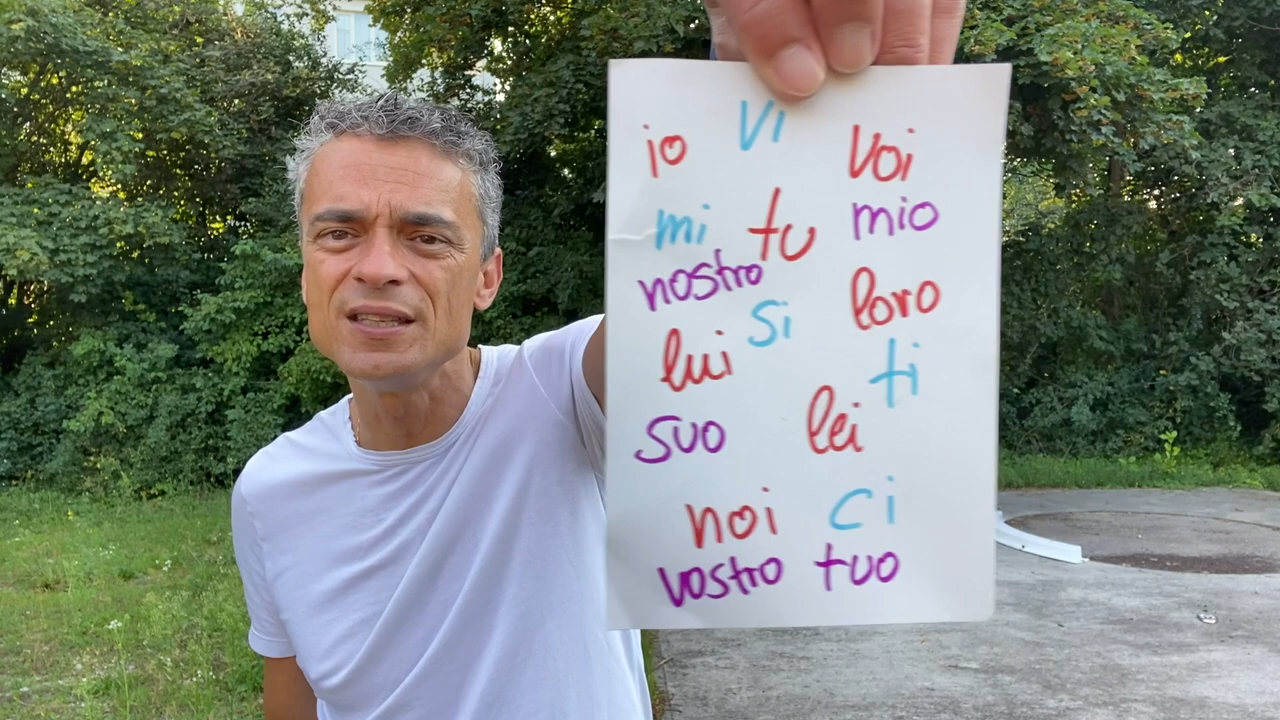 io vi voi
mi tu mio
nostro si loro
lui ti
suo lei
noi ci
vostro tuo